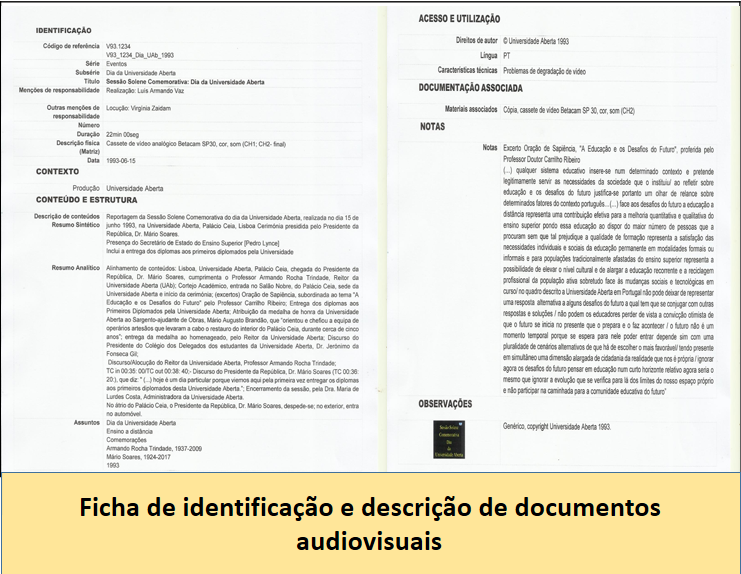 IDENTIFICAÇÃO
Código de referência V93.1234
V93_1234_Dia_UAb_1993
Série Eventos
Subsérie Dia da Universidade Aberta
Título Sessão Solene Comemorativa: Dia da Universidade Aberta
Menções de responsabilidade Realização: Luís Armando Vaz
Outras menções de Locução: Virginia Zaidam
responsabilidade
Número
Duração 22min 00seg
Descrição física Cassete de vídeo analógico Betacam SP30, cor, som (CH1; CH2- final)
(Matriz)
Data 1993-06-15
CONTEXTO
Produção Universidade Aberta
CONTEÚDO E ESTRUTURA
Descrição de conteúdos Reportagem da Sessão Solene Comemorativa do dia da Universidade Aberta, realizada no dia 15 de
Resumo Sintético junho 1993, na Universidade Aberta, Palácio Ceia, Lisboa Cerimónia presidida pelo Presidente da
República, Dr. Mário Soares.
Presença do Secretário de Estado do Ensino Superior [Pedro Lynce]
Inclui a entrega dos diplomas aos primeiros diplomados pela Universidade
Resumo Analítico Alinhamento de conteúdos: Lisboa, Universidade Aberta, Palácio Ceia, chegada do Presidente da
República, Dr. Mário Soares, cumprimenta o Professor Armando Rocha Trindade, Reitor da
Universidade Aberta (UAb); Cortejo Académico, entrada no Salão Nobre, do Palácio Ceia, sede da
Universidade Aberta e início da cerimónia; (excertos) Oração de Sapiência, subordinada ao tema "A
Educação e os Desafios do Futuro" pelo Professor Carrilho Ribeiro; Entrega dos diplomas aos
Primeiros Diplomados pela Universidade Aberta; Atribuição da medalha de honra da Universidade
Aberta ao Sargento-ajudante de Obras, Mário Augusto Brandão, que "orientou e chefiou a equipa de
operários artesãos que levaram a cabo o restauro do interior do Palácio Ceia, durante cerca de cinco
anos"; entrega da medalha ao homenageado, pelo Reitor da Universidade Aberta; Discurso do
Presidente do Colégio dos Delegados dos estudantes da Universidade Aberta, Dr. Jerónimo da
Fonseca Gil;
Discurso/Alocução do Reitor da Universidade Aberta, Professor Armando Rocha Trindade;
TC in 00:35: 00/TC out 00:38: 40;- Discurso do Presidente da República, Dr. Mário Soares (TC 00:36:
20:), que diz: " (...) hoje é um dia particular porque viemos aqui pela primeira vez entregar os diplomas
aos primeiros diplomados desta Universidade Aberta."; Encerramento da sessão, pela Dra. Maria de
Lurdes Costa, Administradora da Universidade Aberta.
No átrio do Palácio Ceia, o Presidente da República, Dr. Mário Soares, despede-se; no exterior, entra
no automóvel.
Assuntos Dia da Universidade Aberta
Ensino a distância
Comemorações
Armando Rocha Trindade, 1937-2009
Mário Soares, 1924-2017
1993
ACESSO E UTILIZAÇÃO
Direitos de autor © Universidade Aberta 1993
Língua PT
Características técnicas Problemas de degradação de vídeo
DOCUMENTAÇÃO ASSOCIADA
Materiais associados Cópia, cassete de vídeo Betacam SP 30, cor, som (CH2)
NOTAS
Notas Excerto Oração de Sapiência, "A Educação e os Desafios do Futuro", proferida pelo
Professor Doutor Carrilho Ribeiro
(...) qualquer sistema educativo insere-se num determinado contexto e pretende
legitimamente servir as necessidades da sociedade que o institui/ao refletir sobre
educação e os desafios do futuro justifica-se portanto um olhar de relance sobre
determinados fatores do contexto português...(...) face aos desafios do futuro a educação a
distância representa uma contribuição efetiva para a melhoria quantitativa e qualitativa do
ensino superior pondo essa educação ao dispor do maior número de pessoas que a
procuram sem que tal prejudique a qualidade de formação representa a satisfação das
necessidades individuais e sociais da educação permanente em modalidades formais ou
informais e para populações tradicionalmente afastadas do ensino superior representa a
possibilidade de elevar o nível cultural e de alargar a educação recorrente e a reciclagem
profissional da população ativa sobretudo face às mudanças sociais e tecnológicas em
curso/ no quadro descrito a Universidade Aberta em Portugal não pode deixar de representar
uma resposta alternativa a alguns desafios do futuro a qual tem que se conjugar com outras
respostas e soluções / não podem os educadores perder de vista a convicção otimista de
que o futuro se inicia no presente que o prepara e o faz acontecer / o futuro não é um
momento temporal porque se espera para nele poder entrar depende sim com uma
pluralidade de cenários alternativos de que há de escolher o mais favorável/ tendo presente
em simultâneo uma dimensão alargada de cidadania da realidade que nos é própria / ignorar
agora os desafios do futuro pensar em educação num curto horizonte relativo agora seria o
mesmo que ignorar a evolução que se verifica para lá dos limites do nosso espaço próprio
e não participar na caminhada para a comunidade educativa do futuro"
OBSERVAÇÕES
Sessão Solene
Comemorativa
Dia
da
Universidade Aberta
Genérico, copyright Universidade Aberta 1993.
Ficha de identificação e descrição de documentos
audiovisuais